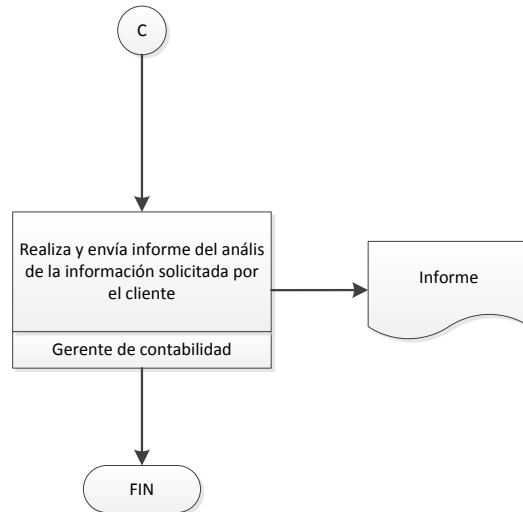 C
Realiza y envía informe del anális
de la información solicitada por
el cliente
Informe
Gerente de contabilidad
FIN